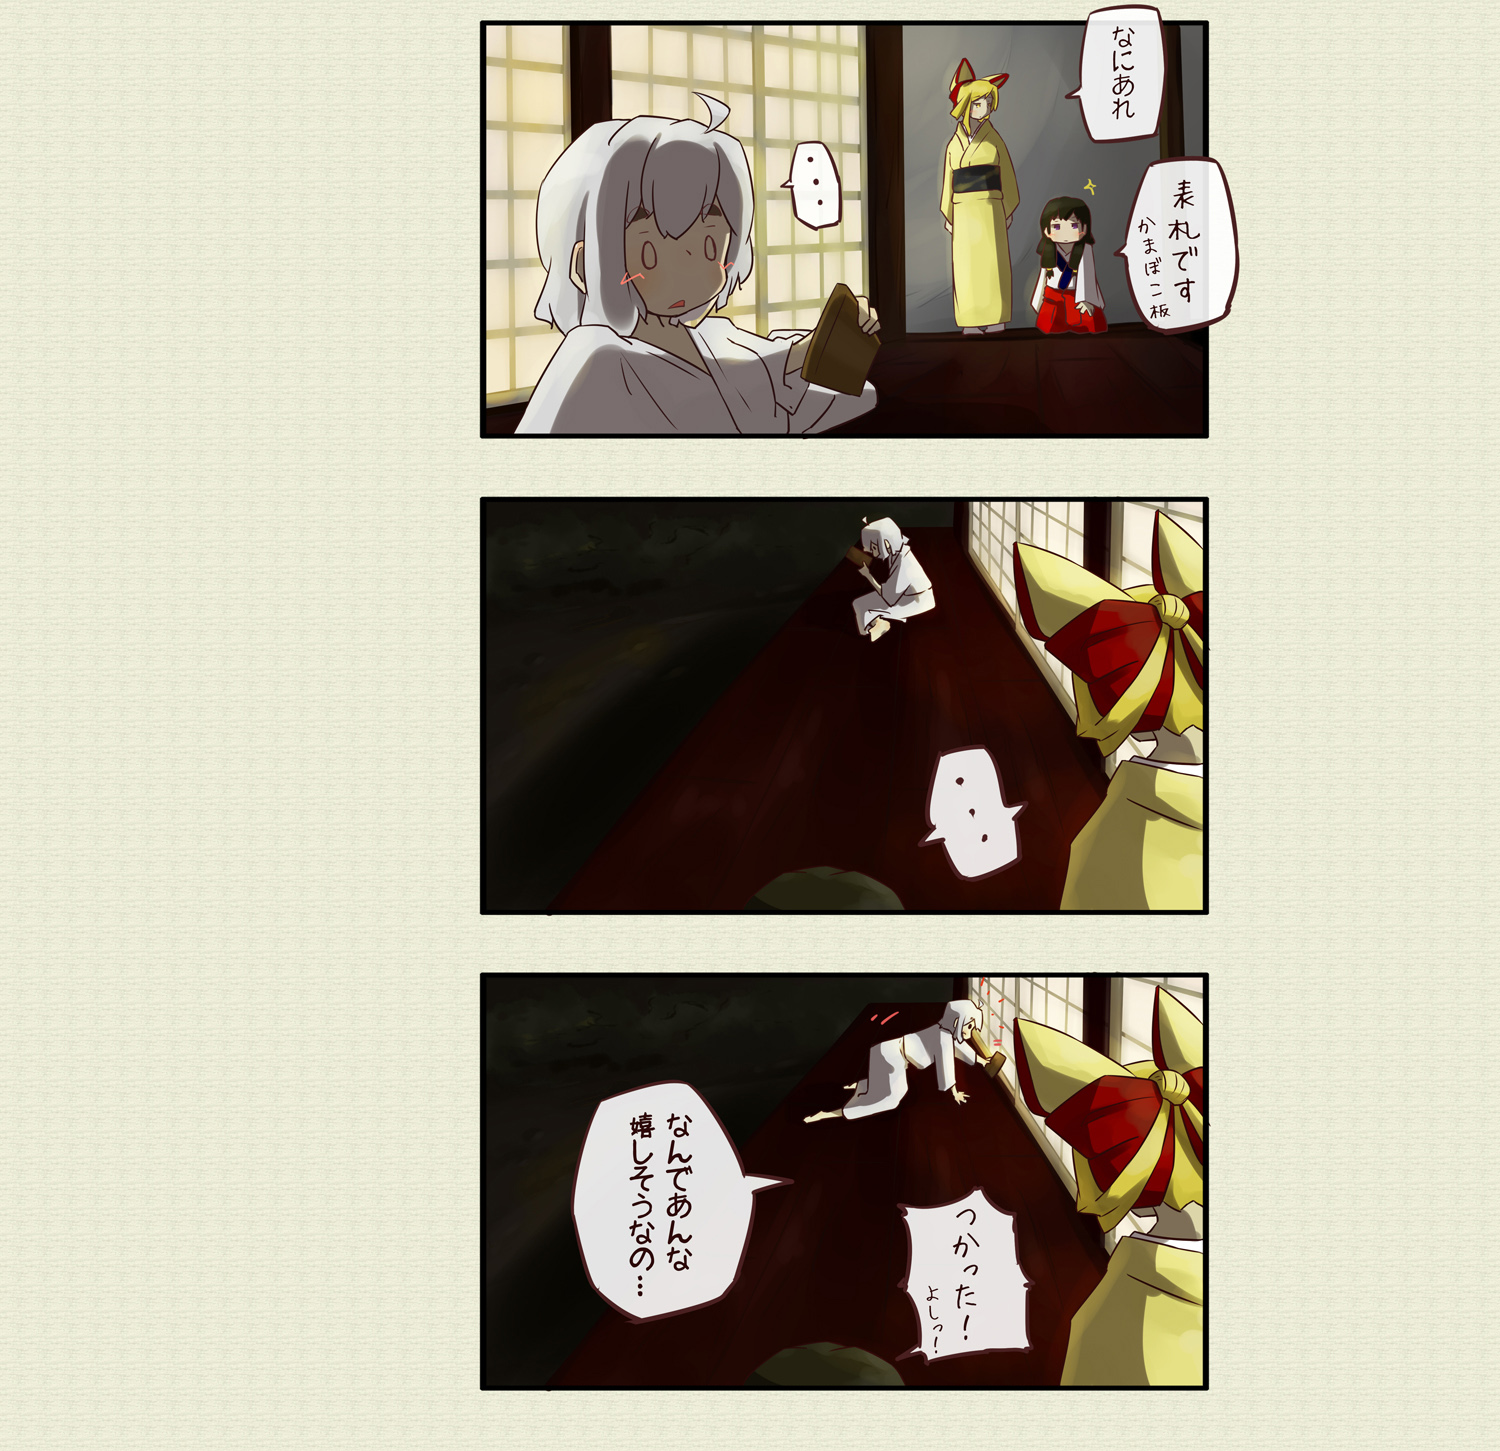 なにあれ
表札です
かまぼこ板
・・・
・・・
つかった！
よしっ！
なんであんな
嬉しそうなの…